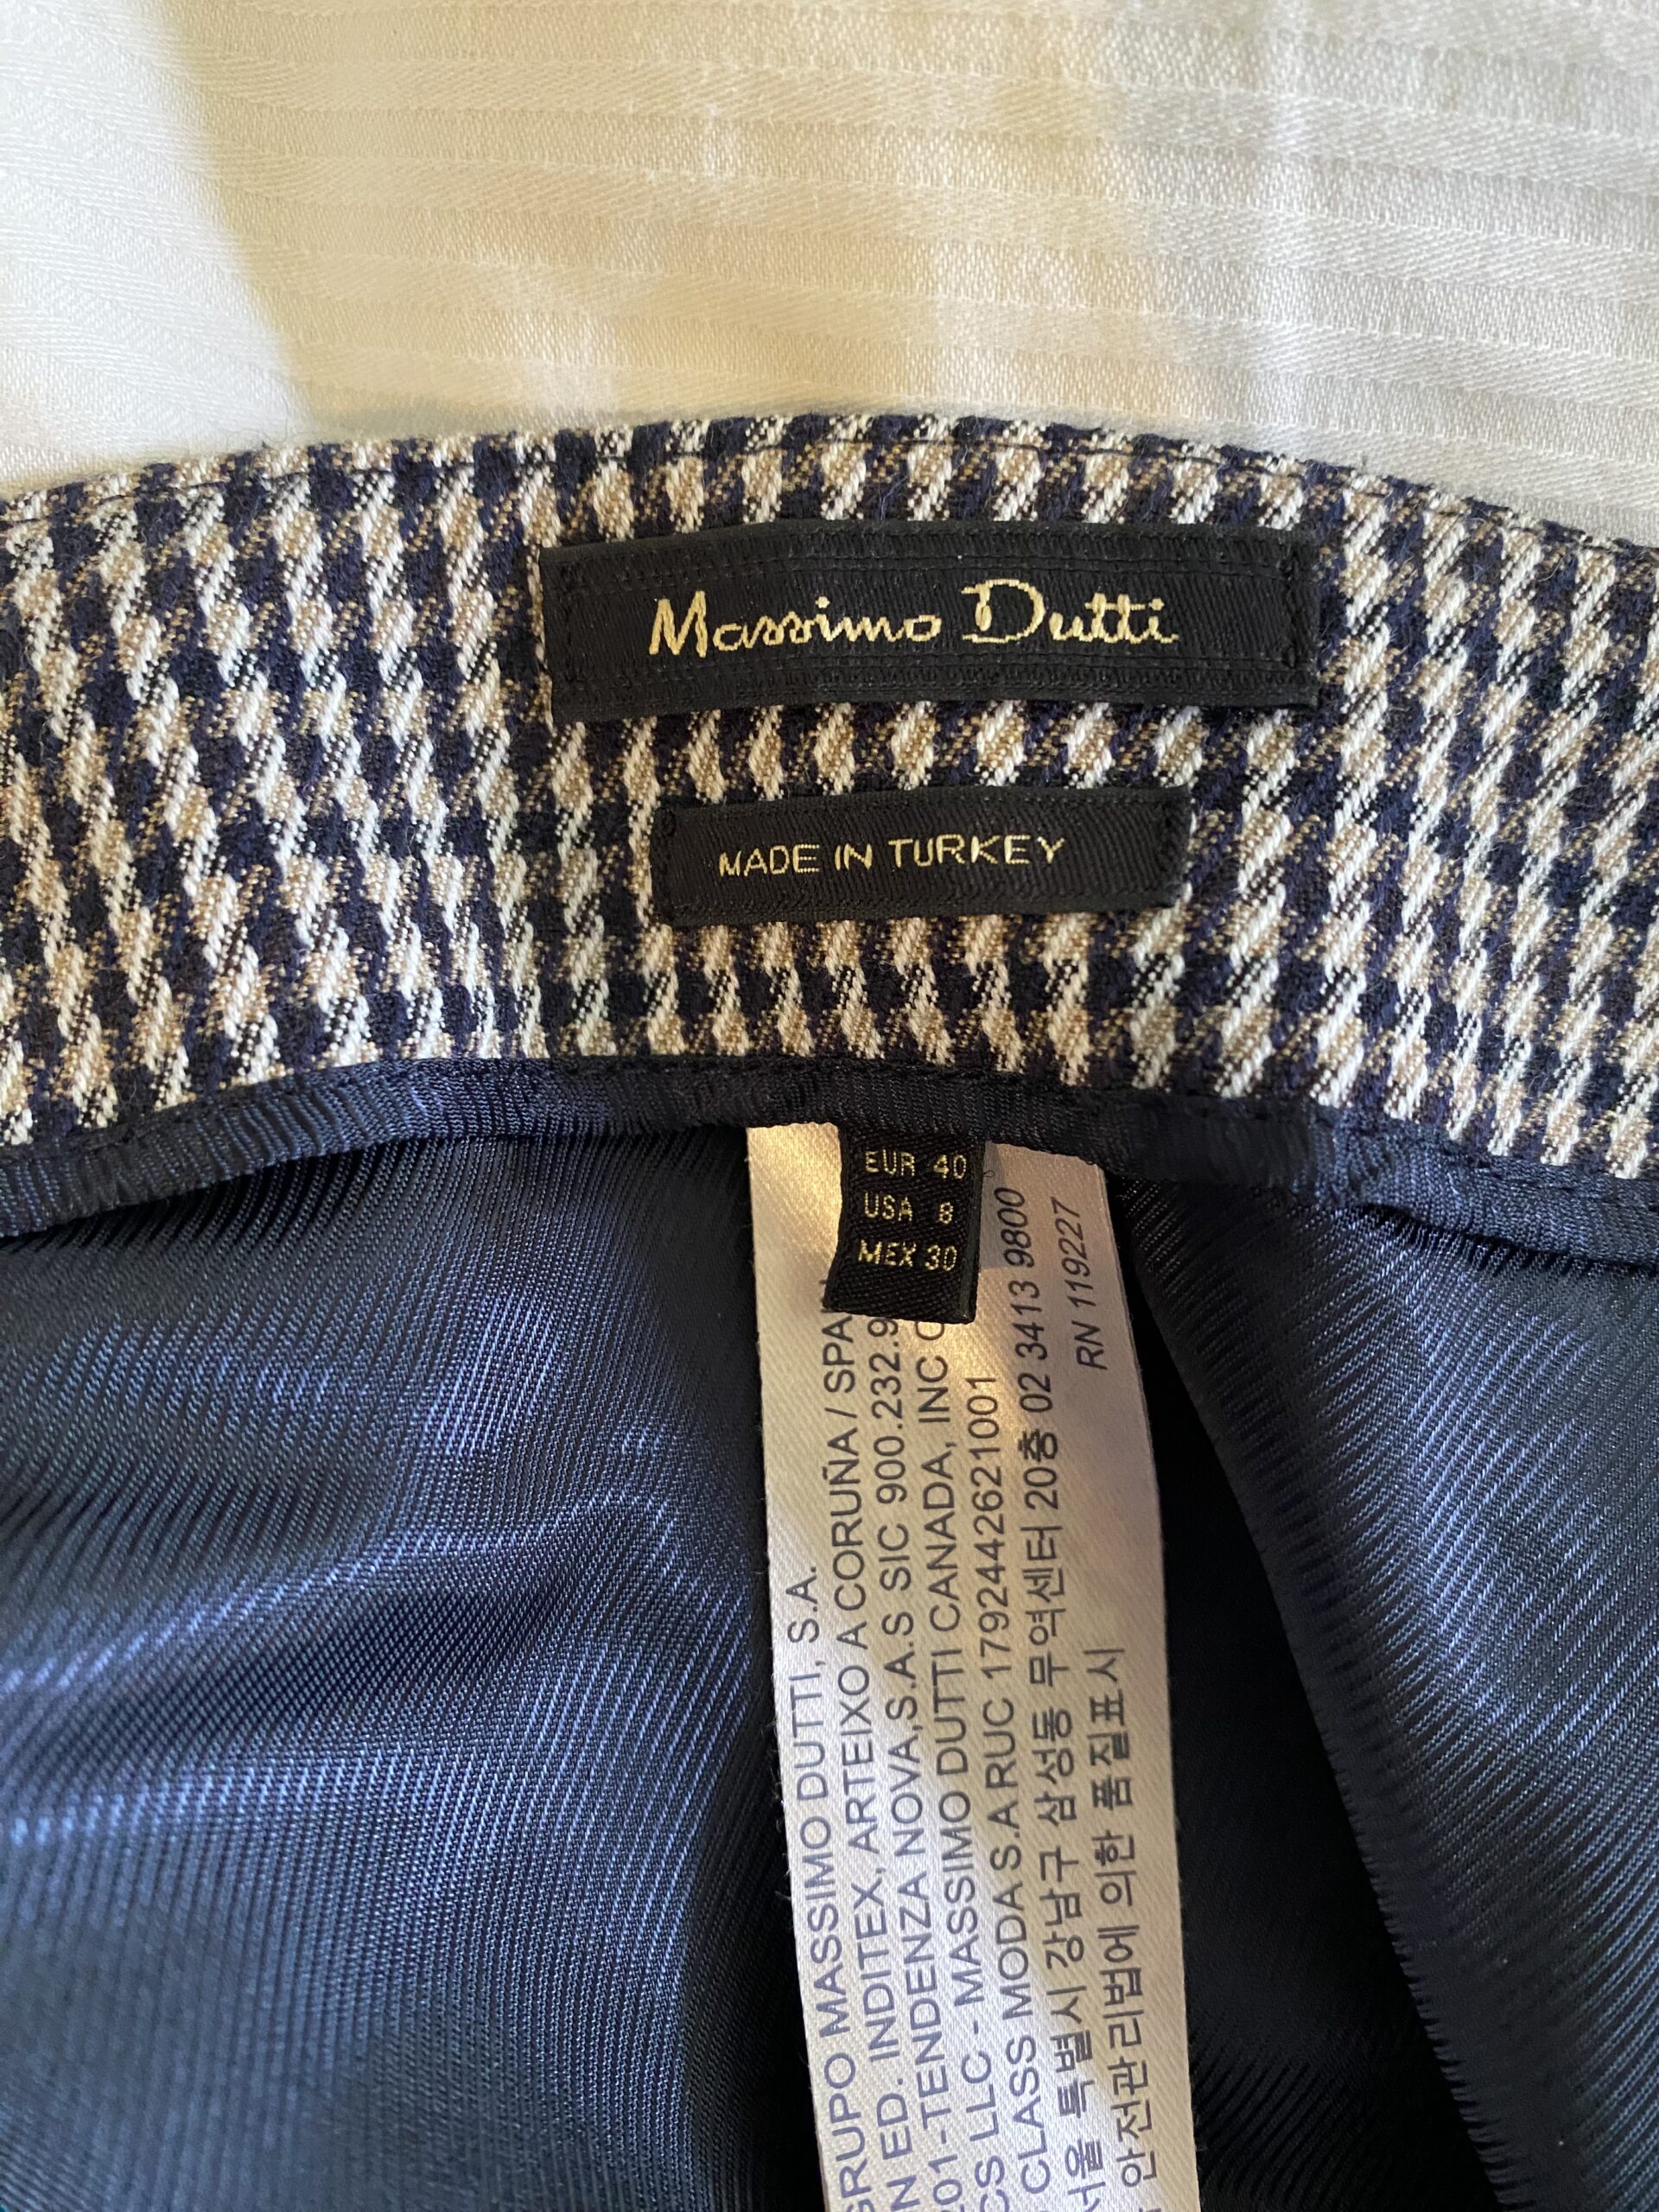 Massimo Dutti
MADE IN TURKEY
EUR 40
USA 8
MEX 30
GRUPO MASSIMO DUTTI, S.A.
ED. INDITEX, ARTEIXO A CORUÑA /
TENDENZA NOVA,S.A.S SIC 900.232.9
LLC - MASSIMO DUTTI CANADA, INC
CLASS MODA S.A RUC 1792442621001
서울 특별시 강남구 삼성동 무역센터 20층 02 3413 9800
안전관리법에 의한 품질표시
RN 119227